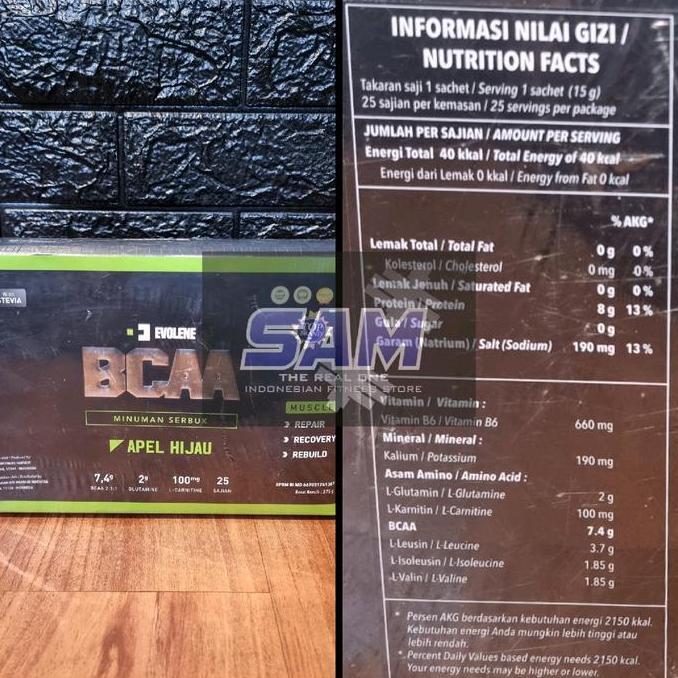 STEVIA
EVOLENE
BCAA
MINUMAN SERBUK
APEL HIJAU
MUSCLE
REPAIR
RECOVERY
REBUILD
7,4g 2g 100mg 25
BCAA 2:1:1 GLUTAMINE L-CARNITINE SAJIAN
TOP BRAND
SAM
THE REAL ONE
INDONESIAN FITNESS STORE
INFORMASI NILAI GIZI /
NUTRITION FACTS
Takaran saji 1 sachet / Serving 1 sachet (15 g)
25 sajian per kemasan / 25 servings per package
JUMLAH PER SAJIAN / AMOUNT PER SERVING
Energi Total 40 kkal / Total Energy of 40 kcal
Energi dari Lemak 0 kkal / Energy from Fat 0 kcal
% AKG*
Lemak Total / Total Fat 0 g 0 %
Kolesterol / Cholesterol 0 mg 0 %
Lemak Jenuh / Saturated Fat 0 g 0 %
Protein / Protein 8 g 13 %
Gula / Sugar 0 g
Garam (Natrium) / Salt (Sodium) 190 mg 13 %
Vitamin / Vitamin :
Vitamin B6 / Vitamin B6 660 mg
Mineral / Mineral :
Kalium / Potassium 190 mg
Asam Amino / Amino Acid :
L-Glutamin / L-Glutamine 2 g
L-Karnitin / L-Carnitine 100 mg
BCAA 7.4 g
L-Leusin / L-Leucine 3.7 g
L-Isoleusin / L-Isoleucine 1.85 g
L-Valin / L-Valine 1.85 g
* Persen AKG berdasarkan kebutuhan energi 2150 kkal.
Kebutuhan energi Anda mungkin lebih tinggi atau
lebih rendah.
* Percent Daily Values based energy needs 2150 kcal.
Your energy needs may be higher or lower.